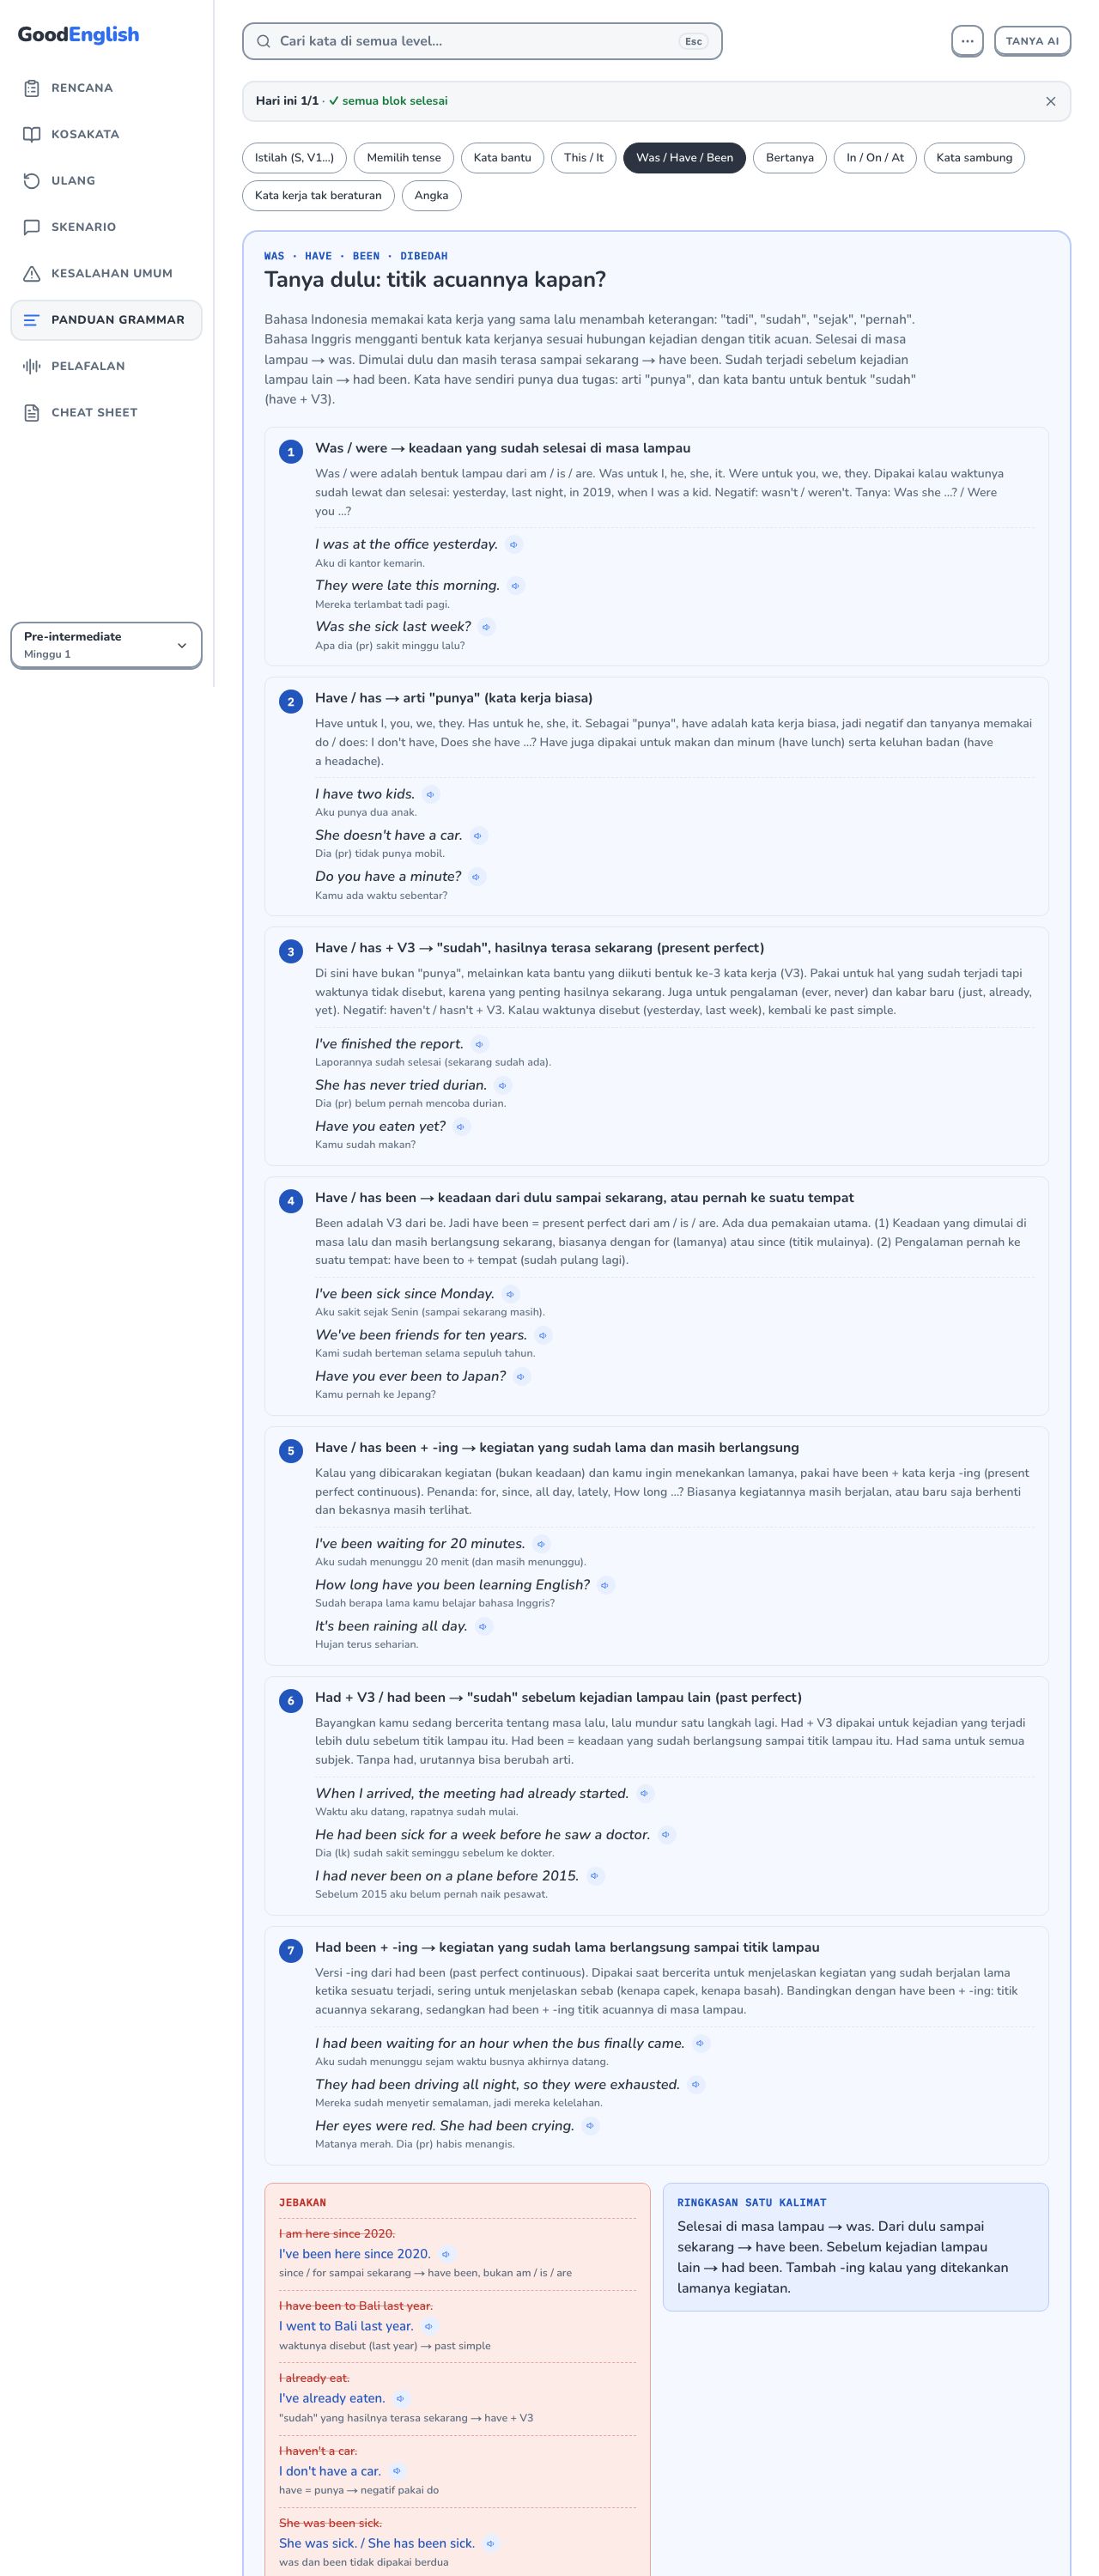 GoodEnglish
RENCANA
KOSAKATA
ULANG
SKENARIO
KESALAHAN UMUM
PANDUAN GRAMMAR
PELAFALAN
CHEAT SHEET
Pre-intermediate
Minggu 1
Cari kata di semua level...
Esc
TANYA AI
Hari ini 1/1 · ✓ semua blok selesai
Istilah (S, V1...)
Memilih tense
Kata bantu
This / It
Was / Have / Been
Bertanya
In / On / At
Kata sambung
Kata kerja tak beraturan
Angka
WAS · HAVE · BEEN · DIBEDAH
Tanya dulu: titik acuannya kapan?
Bahasa Indonesia memakai kata kerja yang sama lalu menambah keterangan: "tadi", "sudah", "sejak", "pernah".
Bahasa Inggris mengganti bentuk kata kerjanya sesuai hubungan kejadian dengan titik acuan. Selesai di masa
lampau → was. Dimulai dulu dan masih terasa sampai sekarang → have been. Sudah terjadi sebelum kejadian
lampau lain → had been. Kata have sendiri punya dua tugas: arti "punya", dan kata bantu untuk bentuk "sudah"
(have + V3).
1
Was / were → keadaan yang sudah selesai di masa lampau
Was / were adalah bentuk lampau dari am / is / are. Was untuk I, he, she, it. Were untuk you, we, they. Dipakai kalau waktunya
sudah lewat dan selesai: yesterday, last night, in 2019, when I was a kid. Negatif: wasn't / weren't. Tanya: Was she ...? / Were
you ...?
I was at the office yesterday.
Aku di kantor kemarin.
They were late this morning.
Mereka terlambat tadi pagi.
Was she sick last week?
Apa dia (pr) sakit minggu lalu?
2
Have / has → arti "punya" (kata kerja biasa)
Have untuk I, you, we, they. Has untuk he, she, it. Sebagai "punya", have adalah kata kerja biasa, jadi negatif dan tanyanya memakai
do / does: I don't have, Does she have ...? Have juga dipakai untuk makan dan minum (have lunch) serta keluhan badan (have
a headache).
I have two kids.
Aku punya dua anak.
She doesn't have a car.
Dia (pr) tidak punya mobil.
Do you have a minute?
Kamu ada waktu sebentar?
3
Have / has + V3 → "sudah", hasilnya terasa sekarang (present perfect)
Di sini have bukan "punya", melainkan kata bantu yang diikuti bentuk ke-3 kata kerja (V3). Pakai untuk hal yang sudah terjadi tapi
waktunya tidak disebut, karena yang penting hasilnya sekarang. Juga untuk pengalaman (ever, never) dan kabar baru (just, already,
yet). Negatif: haven't / hasn't + V3. Kalau waktunya disebut (yesterday, last week), kembali ke past simple.
I've finished the report.
Laporannya sudah selesai (sekarang sudah ada).
She has never tried durian.
Dia (pr) belum pernah mencoba durian.
Have you eaten yet?
Kamu sudah makan?
4
Have / has been → keadaan dari dulu sampai sekarang, atau pernah ke suatu tempat
Been adalah V3 dari be. Jadi have been = present perfect dari am / is / are. Ada dua pemakaian utama. (1) Keadaan yang dimulai di
masa lalu dan masih berlangsung sekarang, biasanya dengan for (lamanya) atau since (titik mulainya). (2) Pengalaman pernah ke
suatu tempat: have been to + tempat (sudah pulang lagi).
I've been sick since Monday.
Aku sakit sejak Senin (sampai sekarang masih).
We've been friends for ten years.
Kami sudah berteman selama sepuluh tahun.
Have you ever been to Japan?
Kamu pernah ke Jepang?
5
Have / has been + -ing → kegiatan yang sudah lama dan masih berlangsung
Kalau yang dibicarakan kegiatan (bukan keadaan) dan kamu ingin menekankan lamanya, pakai have been + kata kerja -ing (present
perfect continuous). Penanda: for, since, all day, lately, How long ...? Biasanya kegiatannya masih berjalan, atau baru saja berhenti
dan bekasnya masih terlihat.
I've been waiting for 20 minutes.
Aku sudah menunggu 20 menit (dan masih menunggu).
How long have you been learning English?
Sudah berapa lama kamu belajar bahasa Inggris?
It's been raining all day.
Hujan terus seharian.
6
Had + V3 / had been → "sudah" sebelum kejadian lampau lain (past perfect)
Bayangkan kamu sedang bercerita tentang masa lalu, lalu mundur satu langkah lagi. Had + V3 dipakai untuk kejadian yang terjadi
lebih dulu sebelum titik lampau itu. Had been = keadaan yang sudah berlangsung sampai titik lampau itu. Had sama untuk semua
subjek. Tanpa had, urutannya bisa berubah arti.
When I arrived, the meeting had already started.
Waktu aku datang, rapatnya sudah mulai.
He had been sick for a week before he saw a doctor.
Dia (lk) sudah sakit seminggu sebelum ke dokter.
I had never been on a plane before 2015.
Sebelum 2015 aku belum pernah naik pesawat.
7
Had been + -ing → kegiatan yang sudah lama berlangsung sampai titik lampau
Versi -ing dari had been (past perfect continuous). Dipakai saat bercerita untuk menjelaskan kegiatan yang sudah berjalan lama
ketika sesuatu terjadi, sering untuk menjelaskan sebab (kenapa capek, kenapa basah). Bandingkan dengan have been + -ing: titik
acuannya sekarang, sedangkan had been + -ing titik acuannya di masa lampau.
I had been waiting for an hour when the bus finally came.
Aku sudah menunggu sejam waktu busnya akhirnya datang.
They had been driving all night, so they were exhausted.
Mereka sudah menyetir semalaman, jadi mereka kelelahan.
Her eyes were red. She had been crying.
Matanya merah. Dia (pr) habis menangis.
JEBAKAN
I am here since 2020.
I've been here since 2020.
since / for sampai sekarang → have been, bukan am / is / are
I have been to Bali last year.
I went to Bali last year.
waktunya disebut (last year) → past simple
I already eat.
I've already eaten.
"sudah" yang hasilnya terasa sekarang → have + V3
I haven't a car.
I don't have a car.
have = punya → negatif pakai do
She was been sick.
She was sick. / She has been sick.
was dan been tidak dipakai berdua
RINGKASAN SATU KALIMAT
Selesai di masa lampau → was. Dari dulu sampai
sekarang → have been. Sebelum kejadian lampau
lain → had been. Tambah -ing kalau yang ditekankan
lamanya kegiatan.